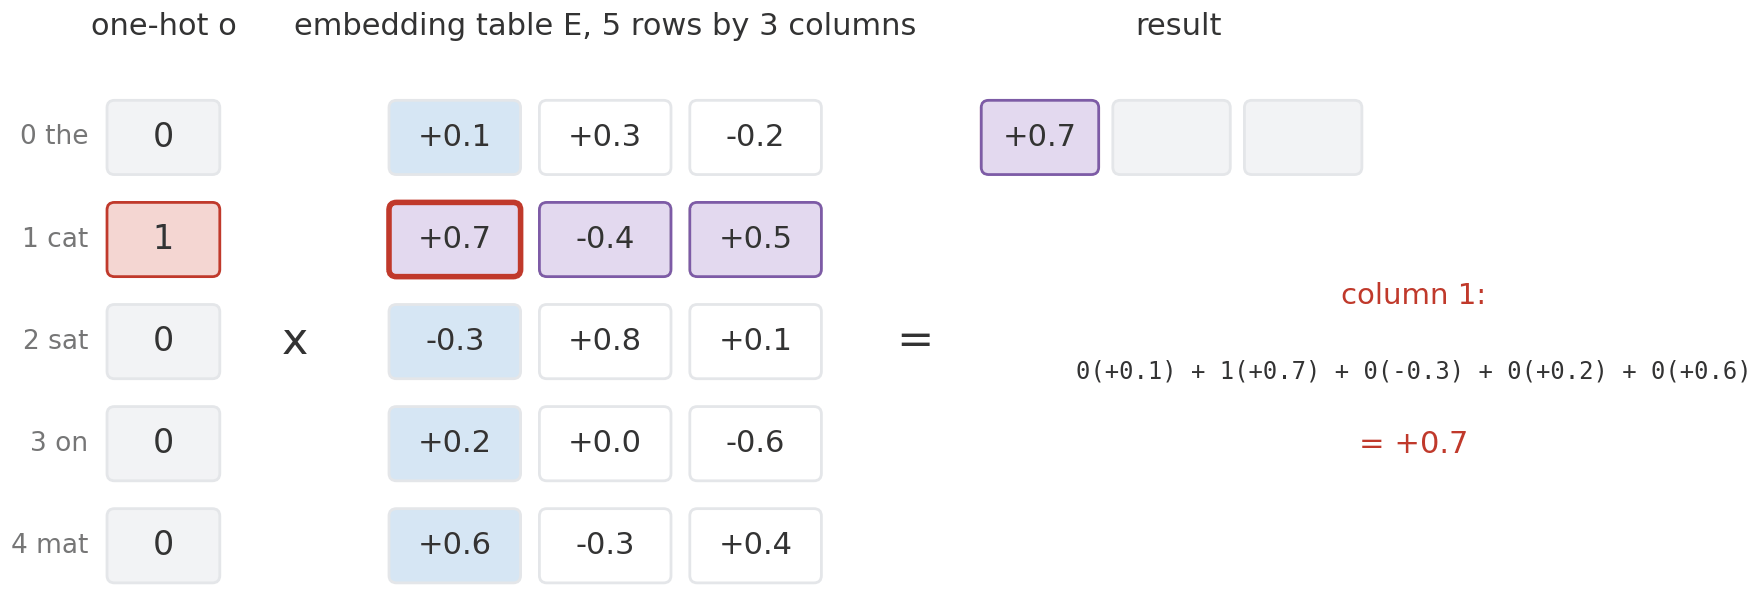 one-hot o embedding table E, 5 rows by 3 columns result
0 the 0 +0.1 +0.3 -0.2 +0.7
1 cat 1 +0.7 -0.4 +0.5
column 1:
2 sat 0 x -0.3 +0.8 +0.1 =
0(+0.1) + 1(+0.7) + 0(-0.3) + 0(+0.2) + 0(+0.6)
3 on 0 +0.2 +0.0 -0.6 = +0.7
4 mat 0 +0.6 -0.3 +0.4